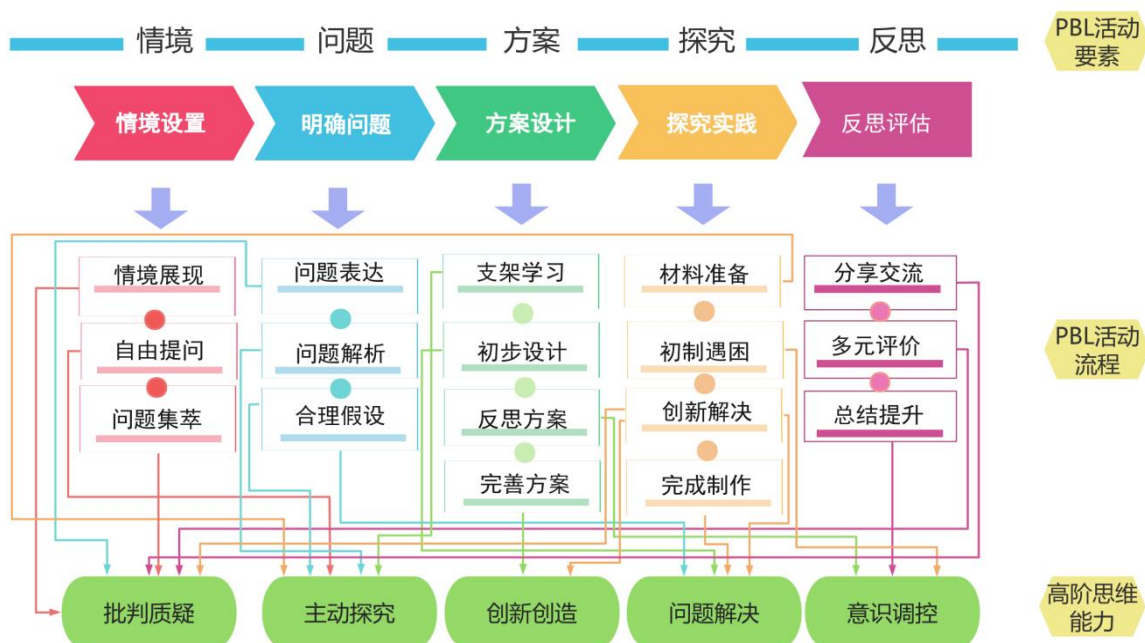 情境
问题
方案
探究
反思
PBL活动
要素
情境设置
明确问题
方案设计
探究实践
反思评估
情境展现
自由提问
问题集萃
问题表达
问题解析
合理假设
支架学习
初步设计
反思方案
完善方案
材料准备
初制遇困
创新解决
完成制作
分享交流
多元评价
总结提升
PBL活动
流程
批判质疑
主动探究
创新创造
问题解决
意识调控
高阶思维
能力